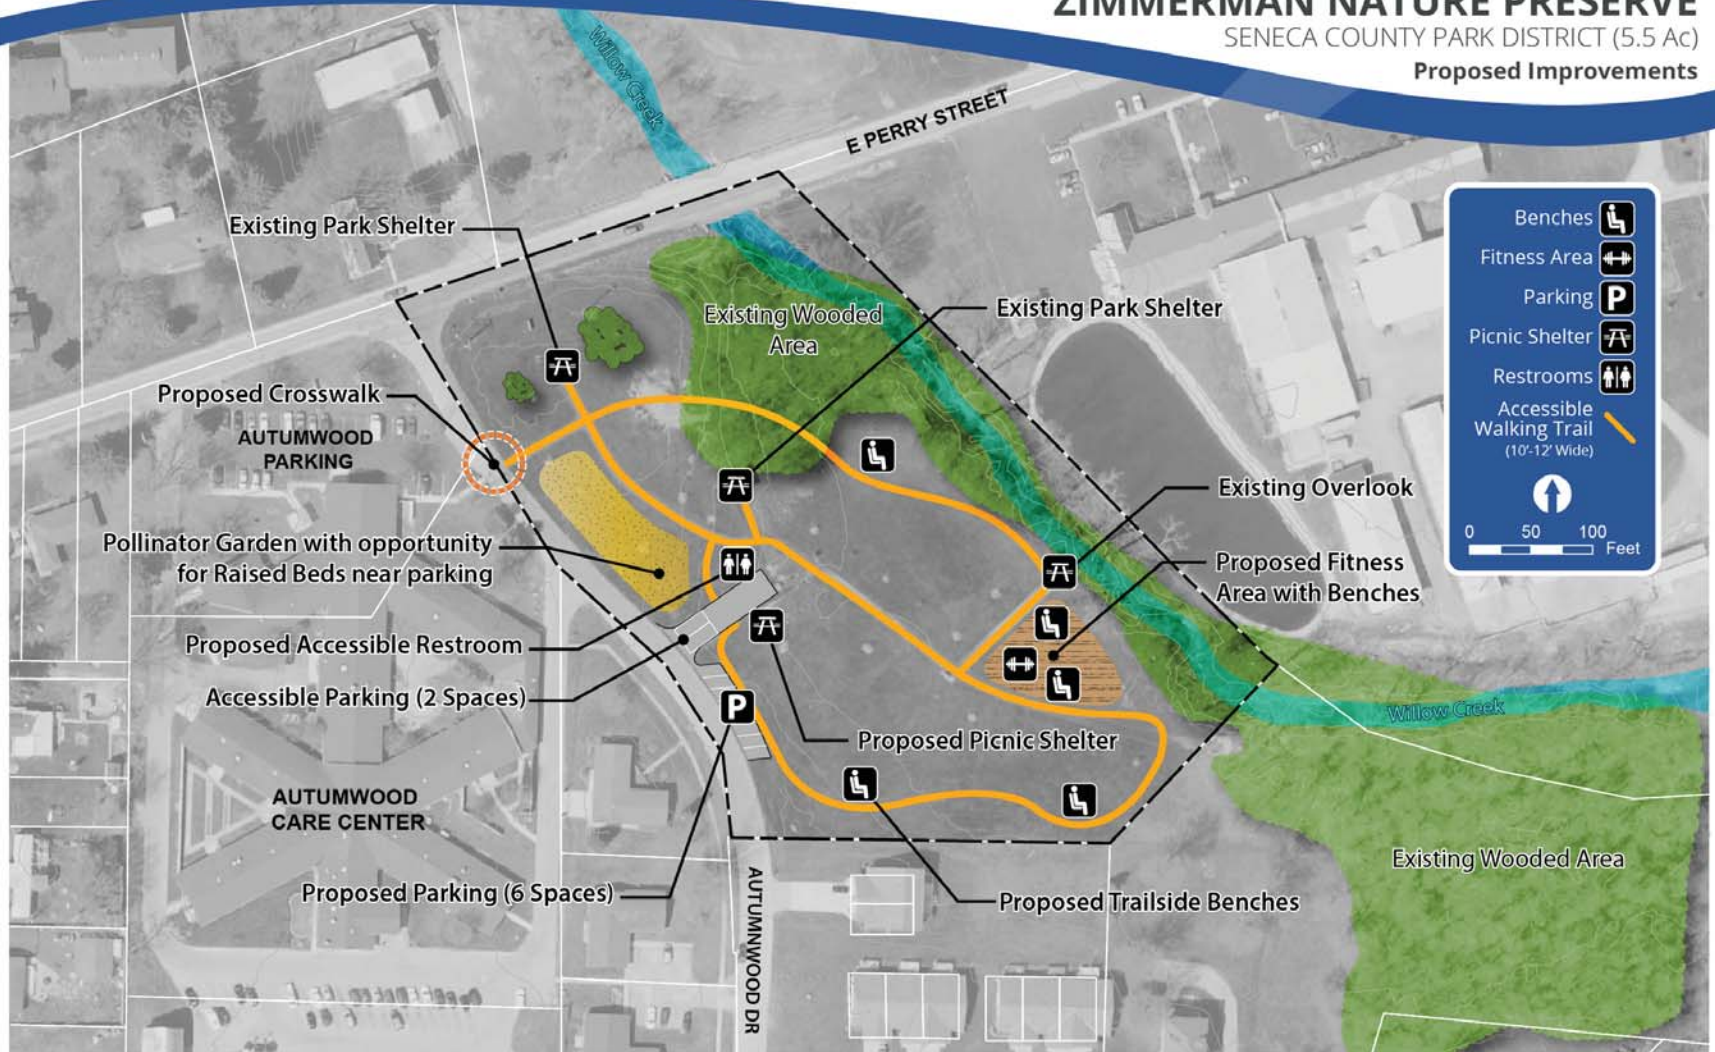 ZIMMERMAN NATURE PRESERVE
SENECA COUNTY PARK DISTRICT (5.5 Ac)
Proposed Improvements
Willow Creek
E PERRY STREET
Existing Park Shelter
Existing Wooded
Area
Existing Park Shelter
Proposed Crosswalk
AUTUMWOOD
PARKING
Existing Overlook
Pollinator Garden with opportunity
for Raised Beds near parking
Proposed Fitness
Area with Benches
Proposed Accessible Restroom
Accessible Parking (2 Spaces)
P
Proposed Picnic Shelter
Willow Creek
AUTUMWOOD
CARE CENTER
Existing Wooded Area
Proposed Parking (6 Spaces)
Proposed Trailside Benches
AUTUMNWOOD DR
Benches
Fitness Area
Parking P
Picnic Shelter
Restrooms
Accessible
Walking Trail
(10'-12' Wide)
0 50 100
Feet